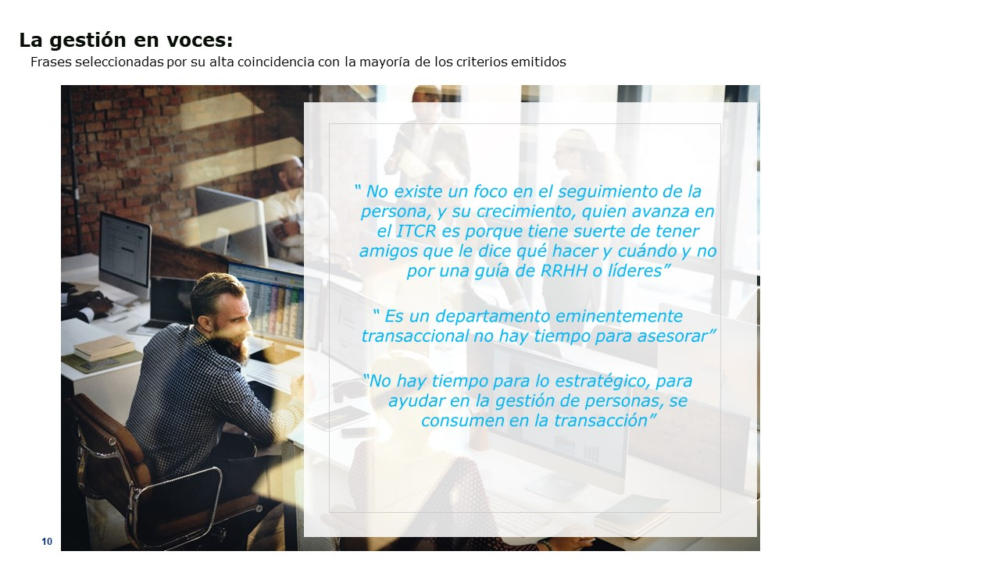 La gestión en voces:
Frases seleccionadas por su alta coincidencia con la mayoría de los criterios emitidos
“ No existe un foco en el seguimiento de la
persona, y su crecimiento, quien avanza en
el ITCR es porque tiene suerte de tener
amigos que le dice qué hacer y cuándo y no
por una guía de RRHH o líderes”
“ Es un departamento eminentemente
transaccional no hay tiempo para asesorar”
“No hay tiempo para lo estratégico, para
ayudar en la gestión de personas, se
consumen en la transacción”
10